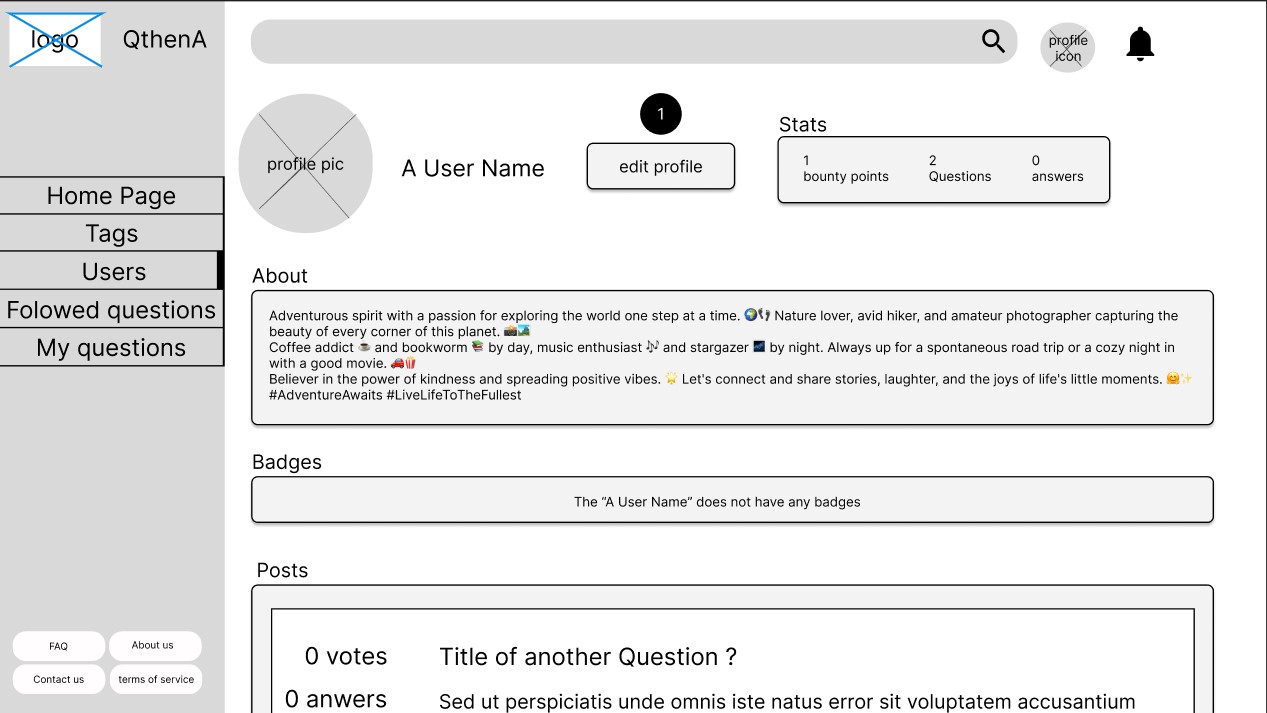 logo
QthenA
profile
icon
Home Page
Tags
Users
Folowed questions
My questions
FAQ
About us
Contact us
terms of service
profile pic
A User Name
1
edit profile
Stats
1
bounty points
2
Questions
0
answers
About
Adventurous spirit with a passion for exploring the world one step at a time. 🌍👣 Nature lover, avid hiker, and amateur photographer capturing the
beauty of every corner of this planet. 📸🏞️
Coffee addict ☕ and bookworm 📚 by day, music enthusiast 🎶 and stargazer 🌌 by night. Always up for a spontaneous road trip or a cozy night in
with a good movie. 🚗🍿
Believer in the power of kindness and spreading positive vibes. 🌟 Let's connect and share stories, laughter, and the joys of life's little moments. 🤗✨
#AdventureAwaits #LiveLifeToTheFullest
Badges
The “A User Name” does not have any badges
Posts
0 votes
Title of another Question ?
0 anwers
Sed ut perspiciatis unde omnis iste natus error sit voluptatem accusantium